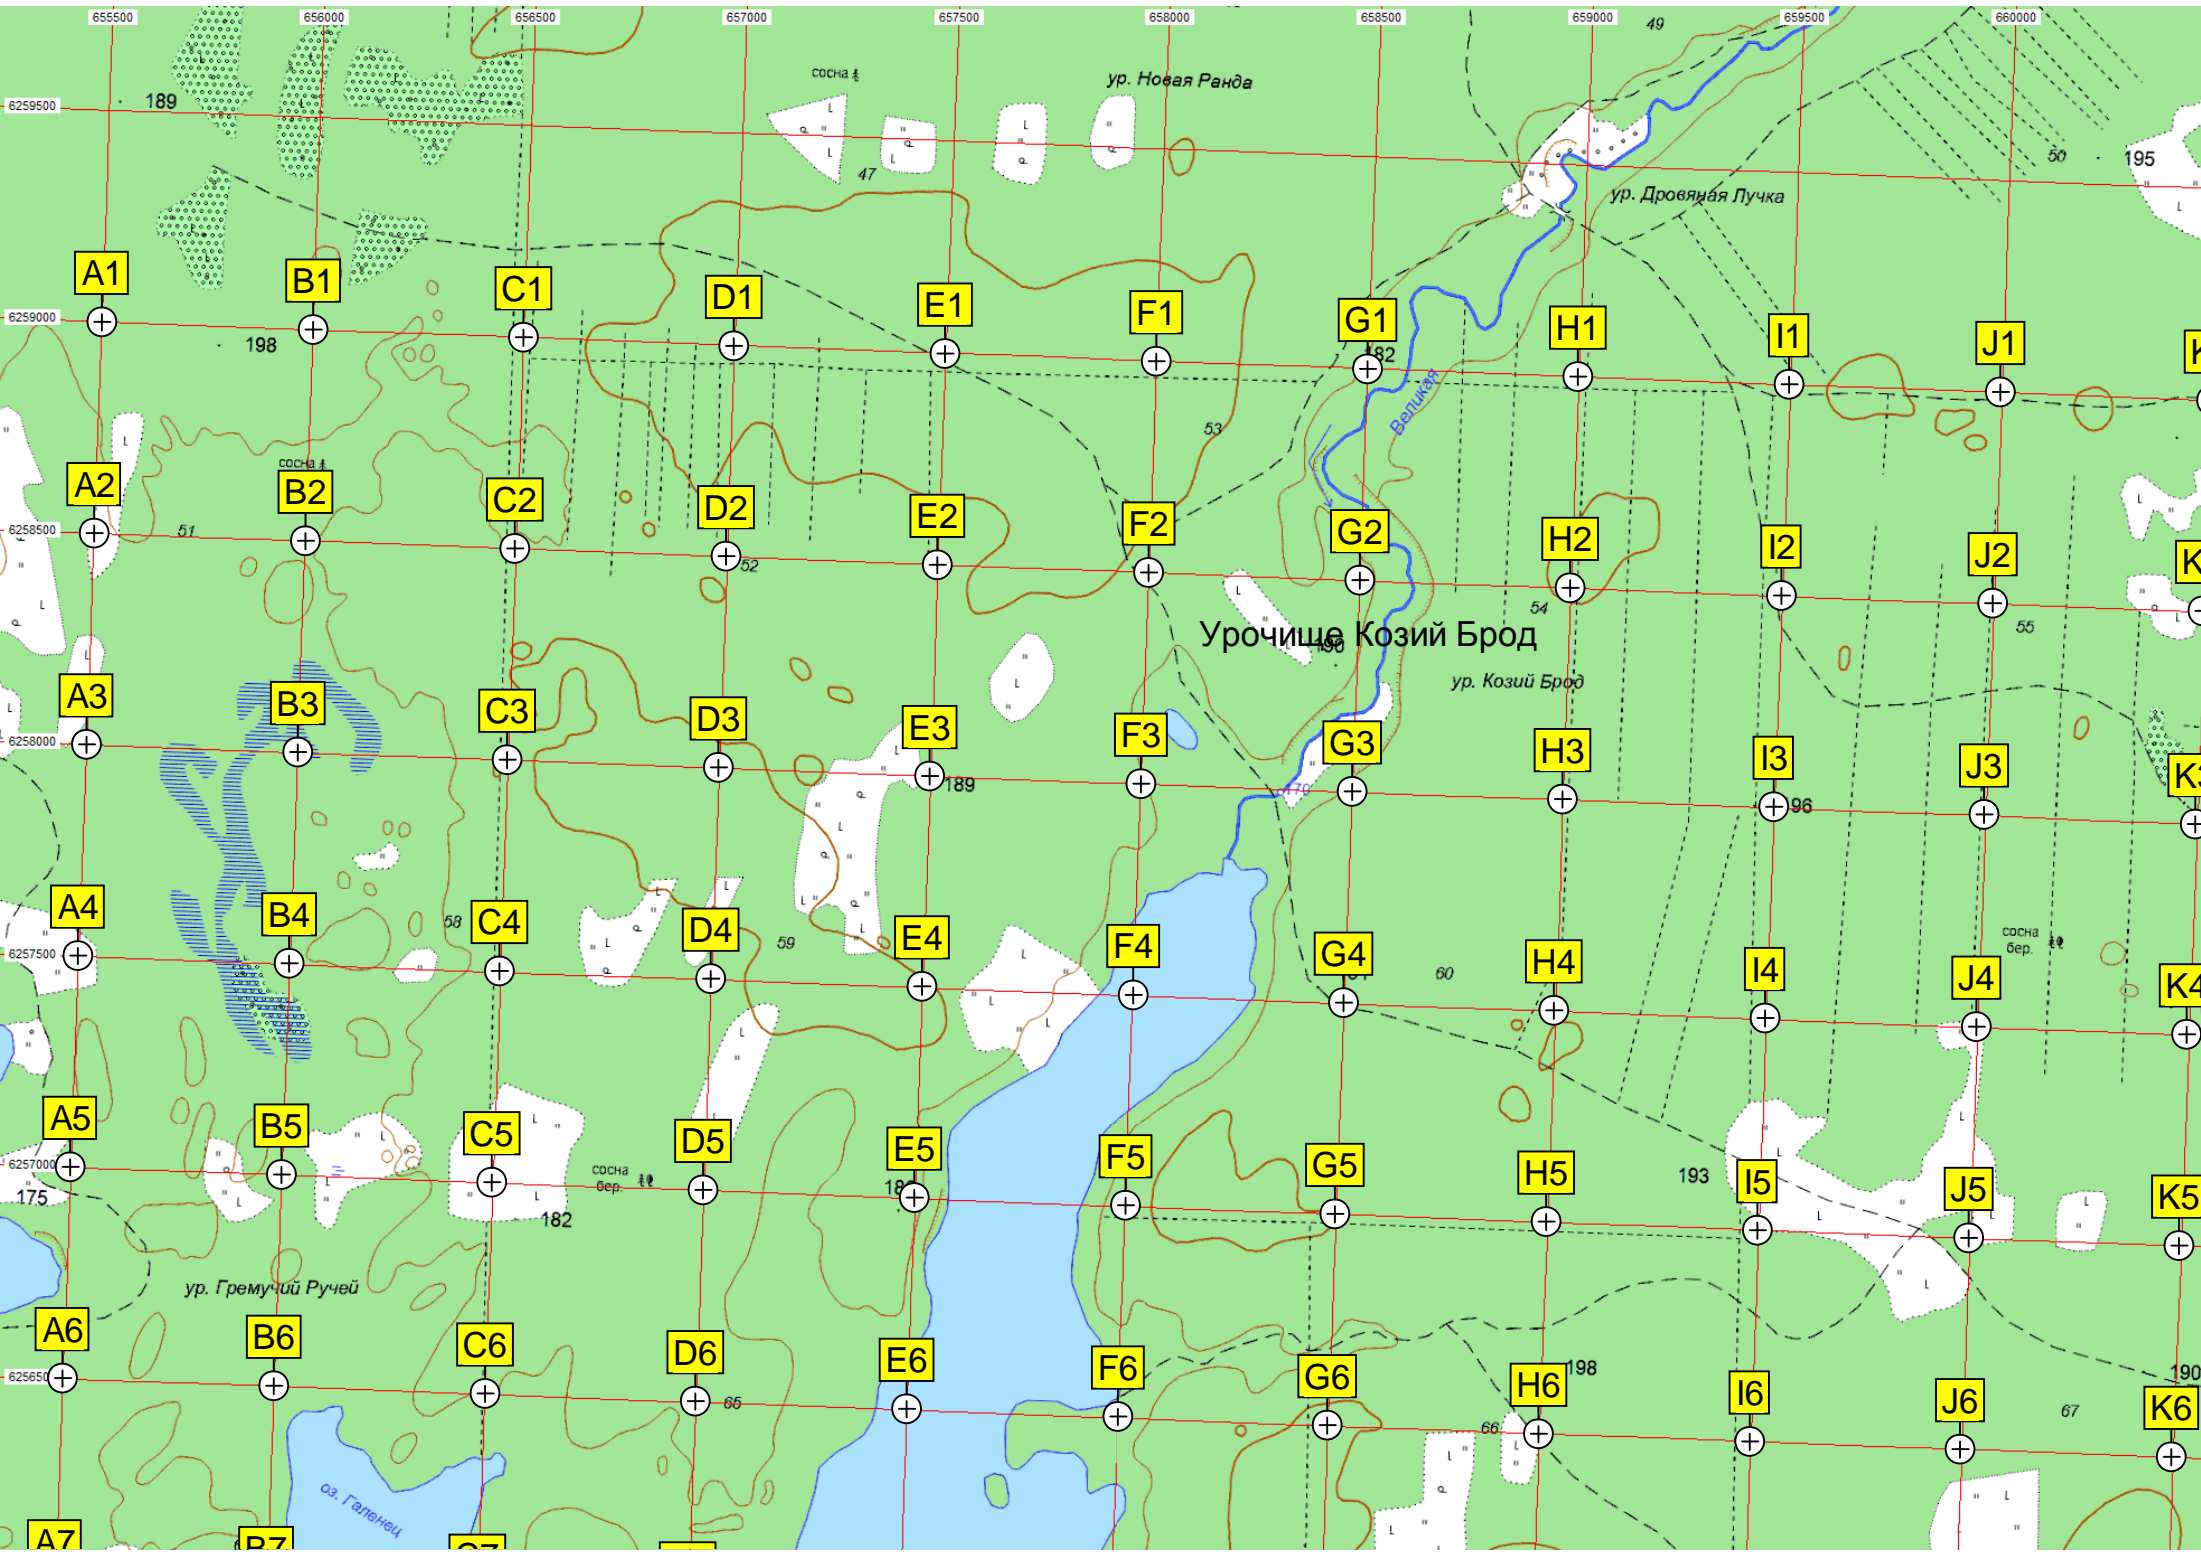 655500 656000 656500 657000 657500 658000 658500 659000 659500 660000
49
сосна
ур. Новая Ранда
6259500
189
47
50
195
ур. Дровяная Лучка
A1 B1 C1 D1 E1 F1 G1 H1 I1 J1
6259000
198
182
Великая
53
сосна
A2 B2 C2 D2 E2 F2 G2 H2 I2 J2
6258500
51
52
54
55
Урочище Козий Брод
190
ур. Козий Брод
A3 B3 C3 D3 E3 F3 G3 H3 I3 J3 K3
6258000
189
170
96
A4 B4 C4 D4 E4 F4 G4 H4 I4 J4 K4
58
59
60
сосна
бер.
6257500
A5 B5 C5 D5 E5 F5 G5 H5 I5 J5 K5
6257000
175
сосна
бер.
182
193
ур. Гремучий Ручей
A6 B6 C6 D6 E6 F6 G6 H6 I6 J6 K6
198
190
65
66
67
оз. Галенец
A7 B7